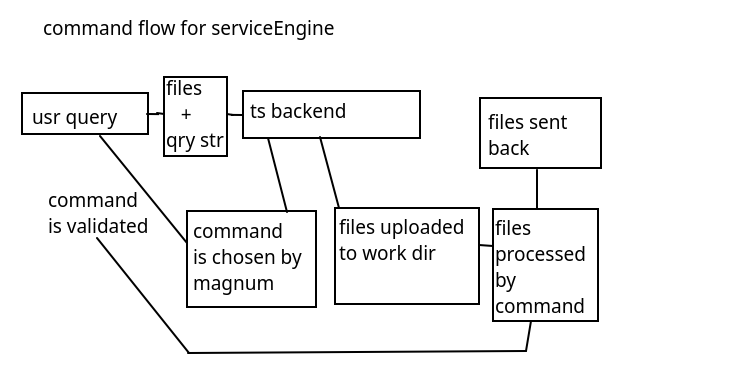 command flow for serviceEngine
usr query
files
+
qry str
ts backend
files sent
back
command
is validated
command
is chosen by
magnum
files uploaded
to work dir
files
processed
by
command